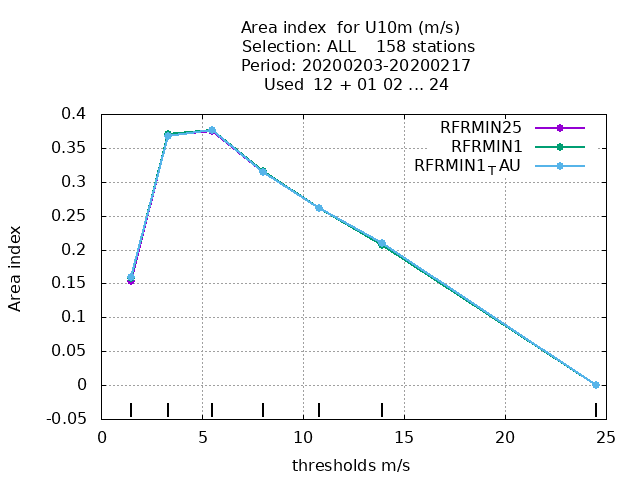 Area index  for U10m (m/s)
Selection: ALL    158 stations
Period: 20200203-20200217
Used  12 + 01 02 ... 24
RFRMIN25
RFRMIN1
RFRMIN1TAU
Area index
0.4
0.35
0.3
0.25
0.2
0.15
0.1
0.05
0
-0.05
0 5 10 15 20 25
thresholds m/s